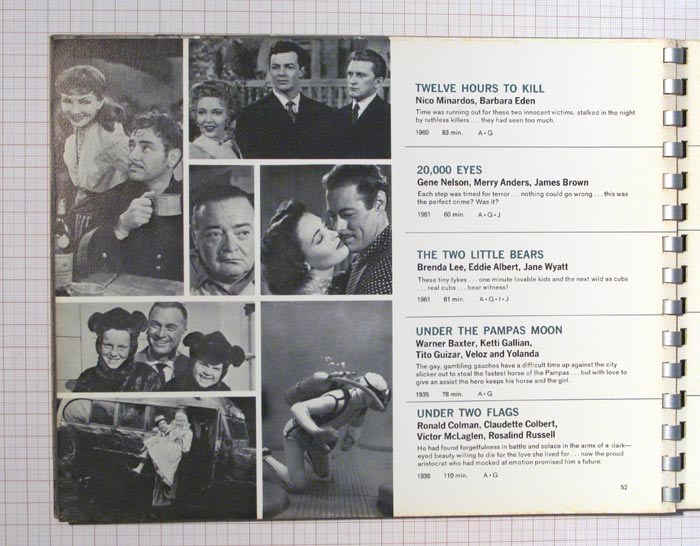 TWELVE HOURS TO KILL
Nico Minardos, Barbara Eden
Time was running out for these two innocent victims, stalked in the night
by ruthless killers . . . they had seen too much.
1960 83 min. A • G
20,000 EYES
Gene Nelson, Merry Anders, James Brown
Each step was timed for terror . . . nothing could go wrong . . . this was
the perfect crime? Was it?
1961 60 min. A • G • J
THE TWO LITTLE BEARS
Brenda Lee, Eddie Albert, Jane Wyatt
These tiny tykes . . . one minute lovable kids and the next wild as cubs
. . . real cubs . . . bear witness!
1961 81 min. A • G • I • J
UNDER THE PAMPAS MOON
Warner Baxter, Ketti Gallian,
Tito Guizar, Veloz and Yolanda
The gay, gambling gauchos have a difficult time up against the city
slicker out to steal the fastest horse of the Pampas . . . but with love to
give an assist the hero keeps his horse and the girl.
1935 78 min. A • G
UNDER TWO FLAGS
Ronald Colman, Claudette Colbert,
Victor McLaglen, Rosalind Russell
He had found forgetfulness in battle and solace in the arms of a dark—
eyed beauty willing to die for the love she lived for . . . now the proud
aristocrat who had mocked at emotion promised him a future.
1936 110 min. A • G
52